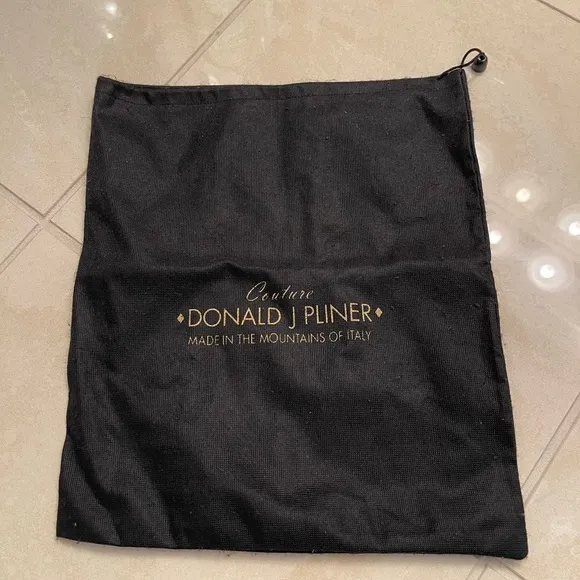 Couture
DONALD J PLINER
MADE IN THE MOUNTAINS OF ITALY